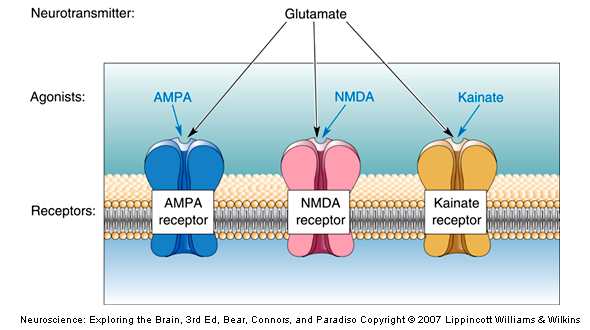 Neurotransmitter: Glutamate
Agonists: AMPA NMDA Kainate
Receptors: AMPA receptor NMDA receptor Kainate receptor
Neuroscience: Exploring the Brain, 3rd Ed, Bear, Connors, and Paradiso Copyright © 2007 Lippincott Williams & Wilkins